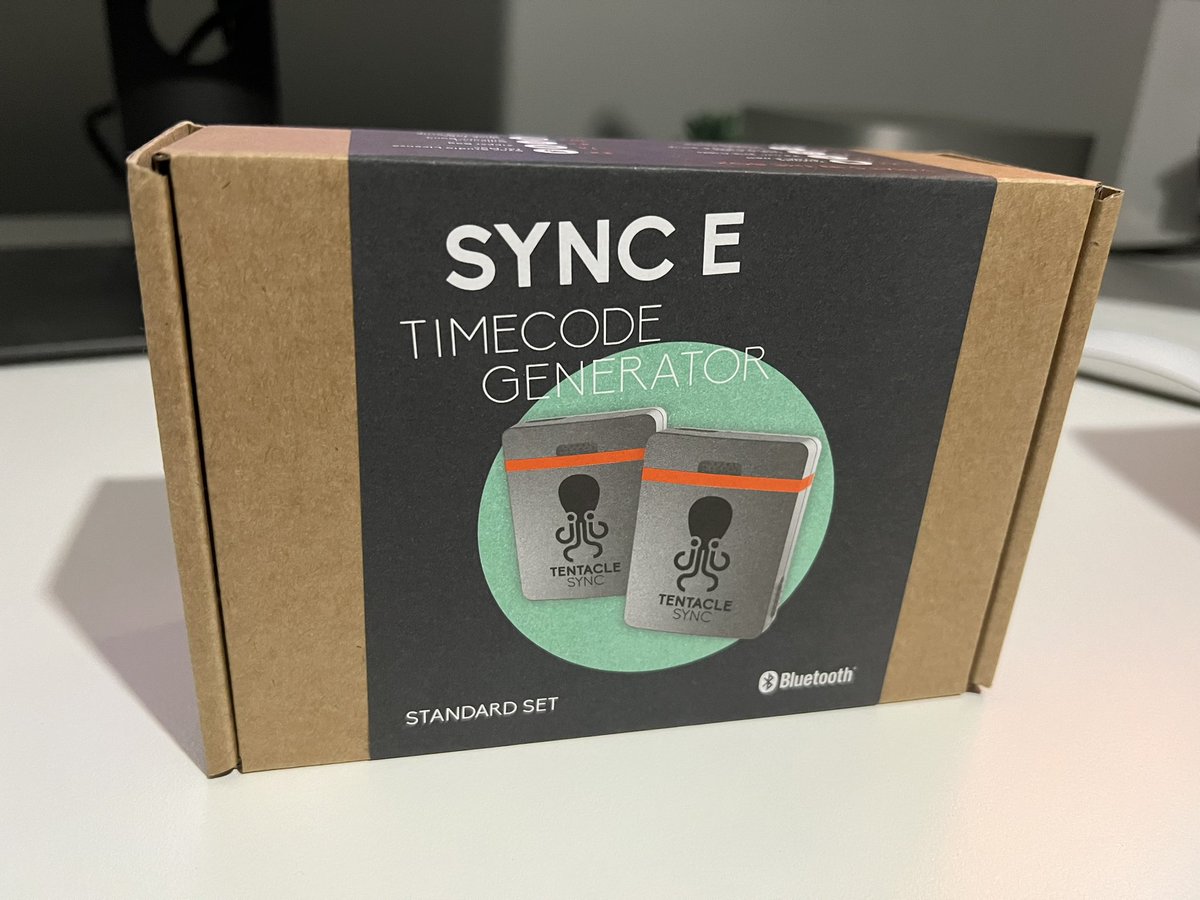 SYNC E
TIMECODE
GENERATOR
TENTACLE
SYNC
TENTACLE
SYNC
STANDARD SET
Bluetooth